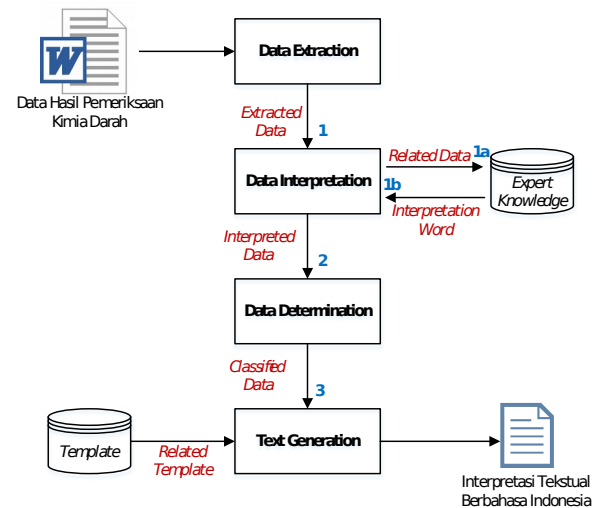 W
Data Extraction
Data Hasil Pemeriksaan
Kimia Darah
Extracted
Data
1
Data Interpretation
Related Data
1a
1b
Interpretation
Word
Expert
Knowledge
Interpreted
Data
2
Data Determination
Classified
Data
3
Template
Related
Template
Text Generation
Interpretasi Tekstual
Berbahasa Indonesia